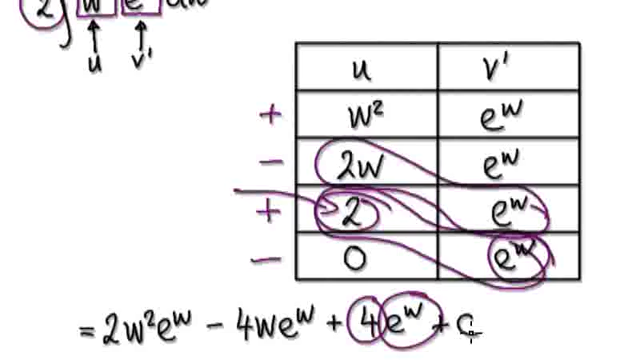 2∫ w e dw
u v'
u v'
+ w² eʷ
− 2w eʷ
+ 2 eʷ
− 0 eʷ
= 2w²eʷ − 4weʷ + 4eʷ + c